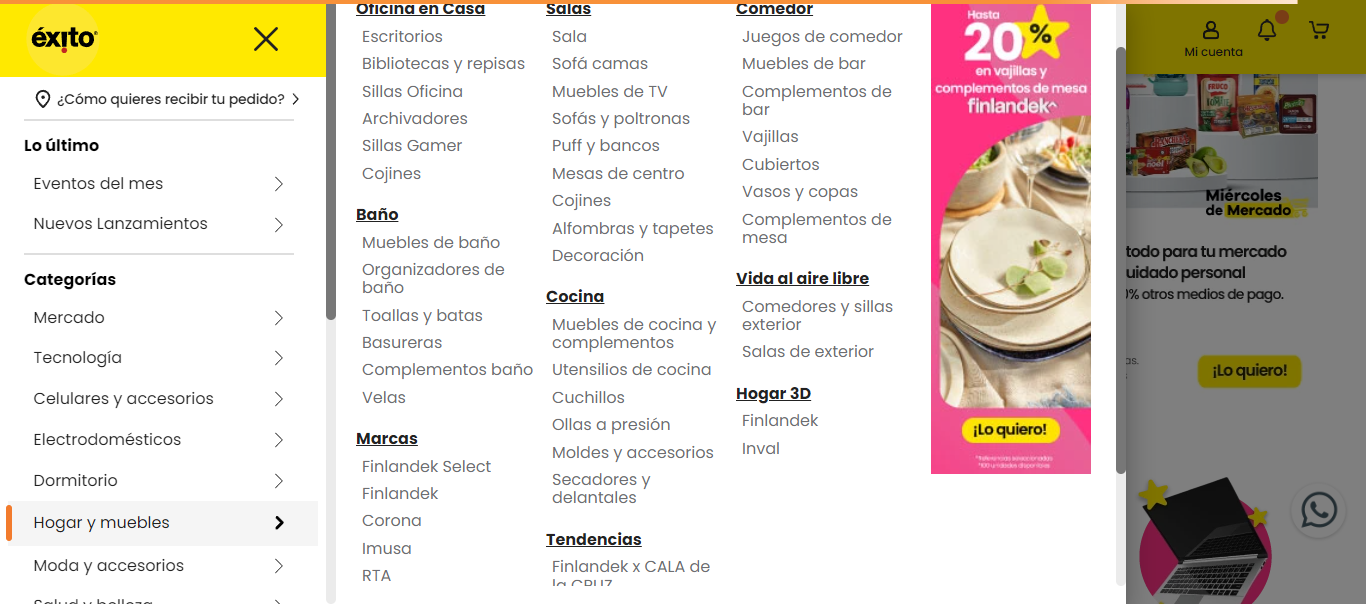 éxito
¿Cómo quieres recibir tu pedido?
Lo último
Eventos del mes
Nuevos Lanzamientos
Categorías
Mercado
Tecnología
Celulares y accesorios
Electrodomésticos
Dormitorio
Hogar y muebles
Moda y accesorios
Salud y belleza
Oficina en Casa
Escritorios
Bibliotecas y repisas
Sillas Oficina
Archivadores
Sillas Gamer
Cojines
Baño
Muebles de baño
Organizadores de
baño
Toallas y batas
Basureras
Complementos baño
Velas
Marcas
Finlandek Select
Finlandek
Corona
Imusa
RTA
Salas
Sala
Sofá camas
Muebles de TV
Sofás y poltronas
Puff y bancos
Mesas de centro
Cojines
Alfombras y tapetes
Decoración
Cocina
Muebles de cocina y
complementos
Utensilios de cocina
Cuchillos
Ollas a presión
Moldes y accesorios
Secadores y
delantales
Tendencias
Finlandek x CALA de
la CRUZ
Comedor
Juegos de comedor
Muebles de bar
Complementos de
bar
Vajillas
Cubiertos
Vasos y copas
Complementos de
mesa
Vida al aire libre
Comedores y sillas
exterior
Salas de exterior
Hogar 3D
Finlandek
Inval
Hasta
20%
en vajillas y
complementos de mesa
finlandek
¡Lo quiero!
*Referencias seleccionadas
*100 unidades disponibles
Mi cuenta
Miércoles
de Mercado
todo para tu mercado
uidado personal
% otros medios de pago.
¡Lo quiero!